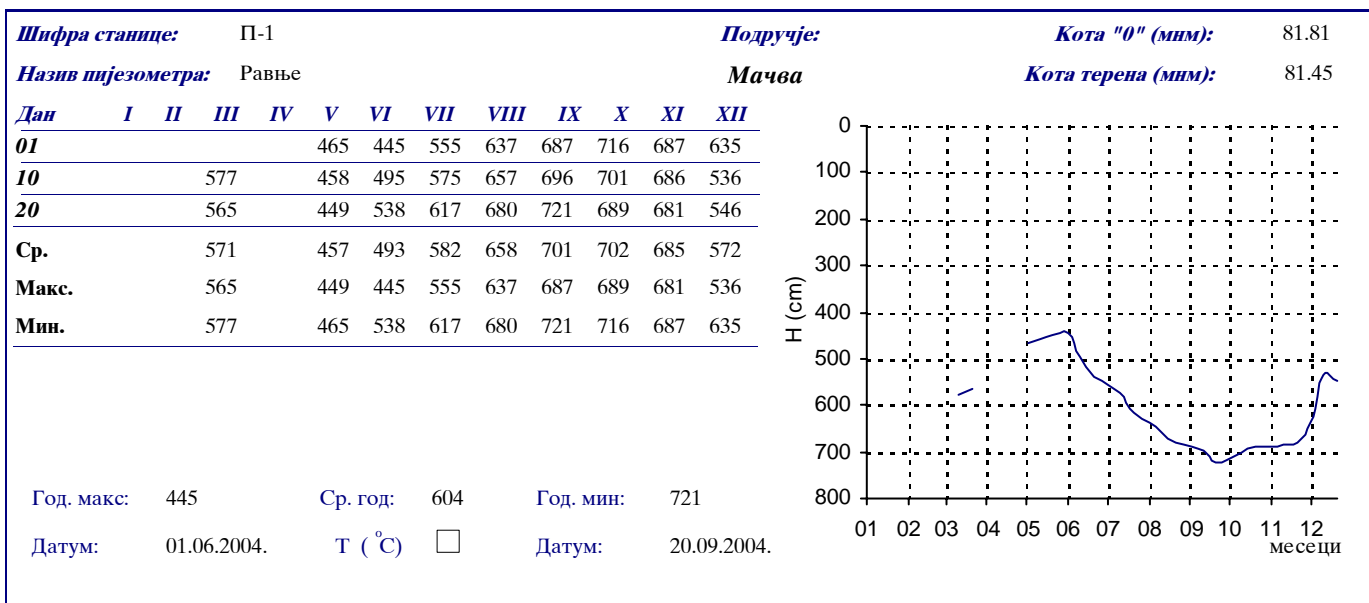 Шифра станице: П-1 Подручје: Кота "0" (мнм): 81.81
Назив пијезометра: Равње Мачва Кота терена (мнм): 81.45
Дан I II III IV V VI VII VIII IX X XI XII
01 465 445 555 637 687 716 687 635
10 577 458 495 575 657 696 701 686 536
20 565 449 538 617 680 721 689 681 546
Ср. 571 457 493 582 658 701 702 685 572
Макс. 565 449 445 555 637 687 689 681 536
Мин. 577 465 538 617 680 721 716 687 635
Год. макс: 445 Ср. год: 604 Год. мин: 721
Датум: 01.06.2004. Т ( °С) Датум: 20.09.2004.
H (cm)
0
100
200
300
400
500
600
700
800
01 02 03 04 05 06 07 08 09 10 11 12
месеци